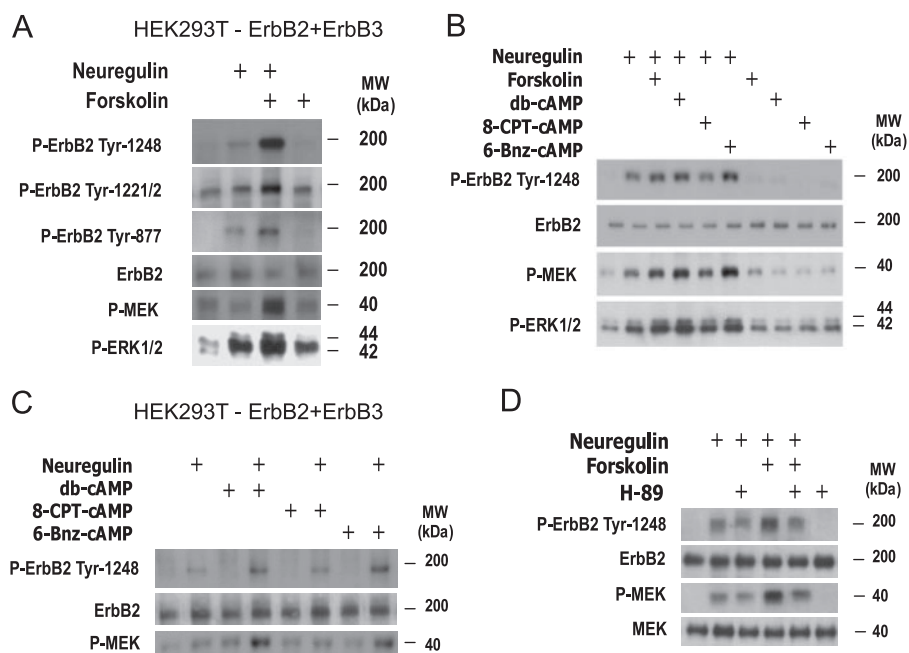 A
HEK293T - ErbB2+ErbB3
Neuregulin + +
Forskolin + +
MW (kDa)
P-ErbB2 Tyr-1248 – 200
P-ErbB2 Tyr-1221/2 – 200
P-ErbB2 Tyr-877 – 200
ErbB2 – 200
P-MEK – 40
P-ERK1/2 – 44
– 42
B
Neuregulin + + + + +
Forskolin + +
db-cAMP + +
8-CPT-cAMP + +
6-Bnz-cAMP + +
MW (kDa)
P-ErbB2 Tyr-1248 – 200
ErbB2 – 200
P-MEK – 40
P-ERK1/2 44 –
– 42
C
HEK293T - ErbB2+ErbB3
Neuregulin + + + +
db-cAMP + +
8-CPT-cAMP + +
6-Bnz-cAMP + +
MW (kDa)
P-ErbB2 Tyr-1248 – 200
ErbB2 – 200
P-MEK – 40
D
Neuregulin + + + +
Forskolin + +
H-89 + + +
MW (kDa)
P-ErbB2 Tyr-1248 – 200
ErbB2 – 200
P-MEK – 40
MEK – 40